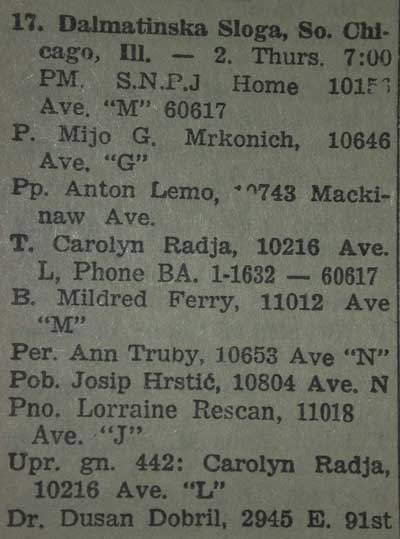 17. Dalmatinska Sloga, So. Chi-
cago, Ill. — 2. Thurs. 7:00
PM. S.N.P.J Home
Ave. "M" 60617
P. Mijo G. Mrkonich, 10646
Ave. "G"
Pp. Anton Lemo, 10743 Macki-
naw Ave.
T. Carolyn Radja, 10216 Ave.
L, Phone BA. 1-1632 — 60617
B. Mildred Ferry, 11012 Ave
"M"
Per. Ann Truby, 10653 Ave "N"
Pob. Josip Hrstić, 10804 Ave. N
Pno. Lorraine Rescan, 11018
Ave. "J"
Upr. gn. 442: Carolyn Radja,
10216 Ave. "L"
Dr. Dusan Dobril, 2945 E. 91st